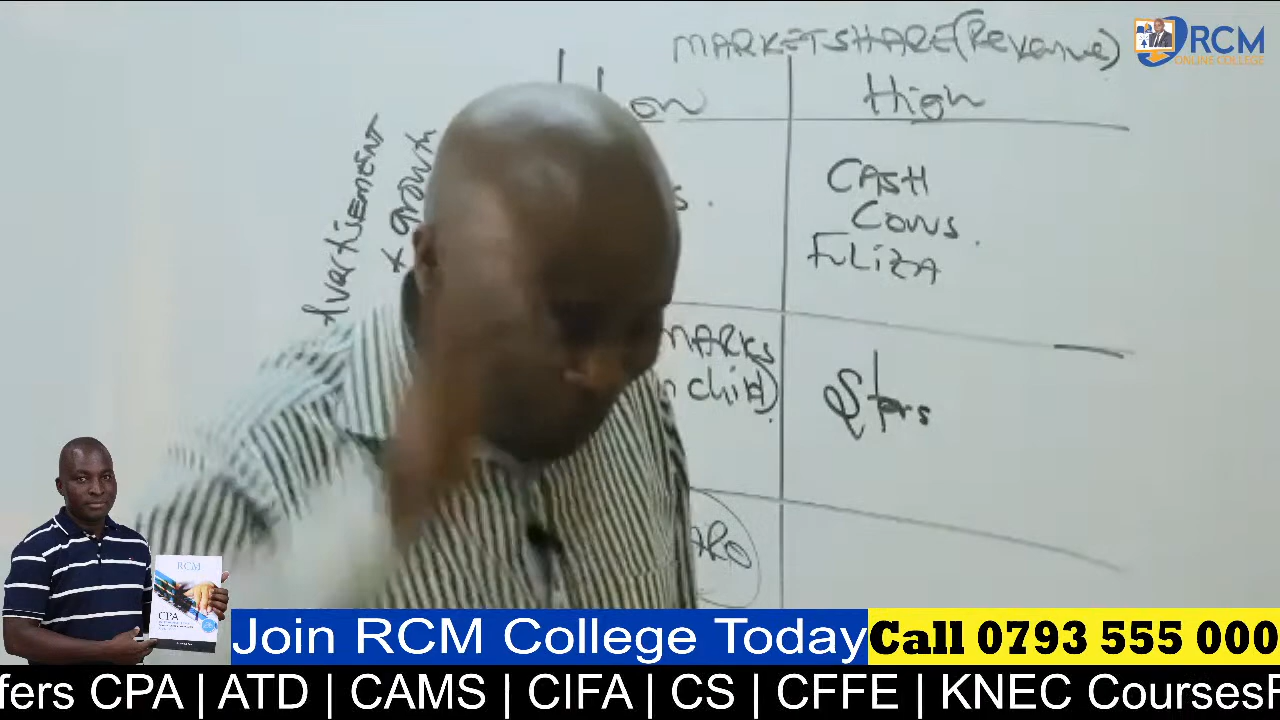 MARKETSHARE (Revenue)
RCM
ONLINE COLLEGE
Low
High
Advertisement
+ growth
CASH
Cows.
FULIZA
MARKS
n child)
Stars
ARO
RCM
CPA
Join RCM College Today
Call 0793 555 000
fers CPA | ATD | CAMS | CIFA | CS | CFFE | KNEC Courses